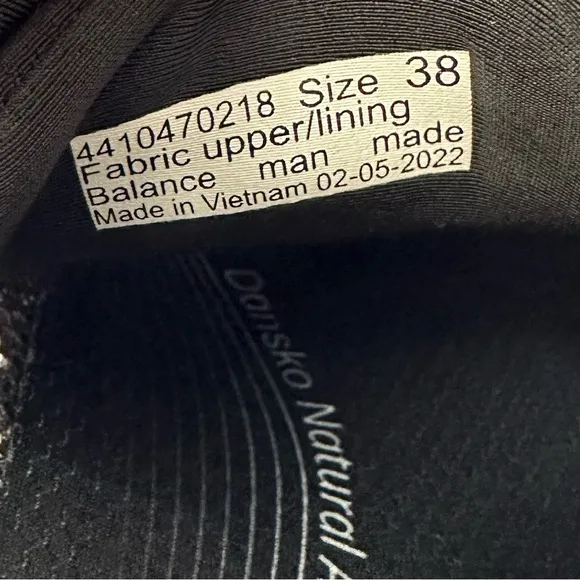 4410470218 Size 38
Fabric upper/lining
Balance man made
Made in Vietnam 02-05-2022
Dansko Natural